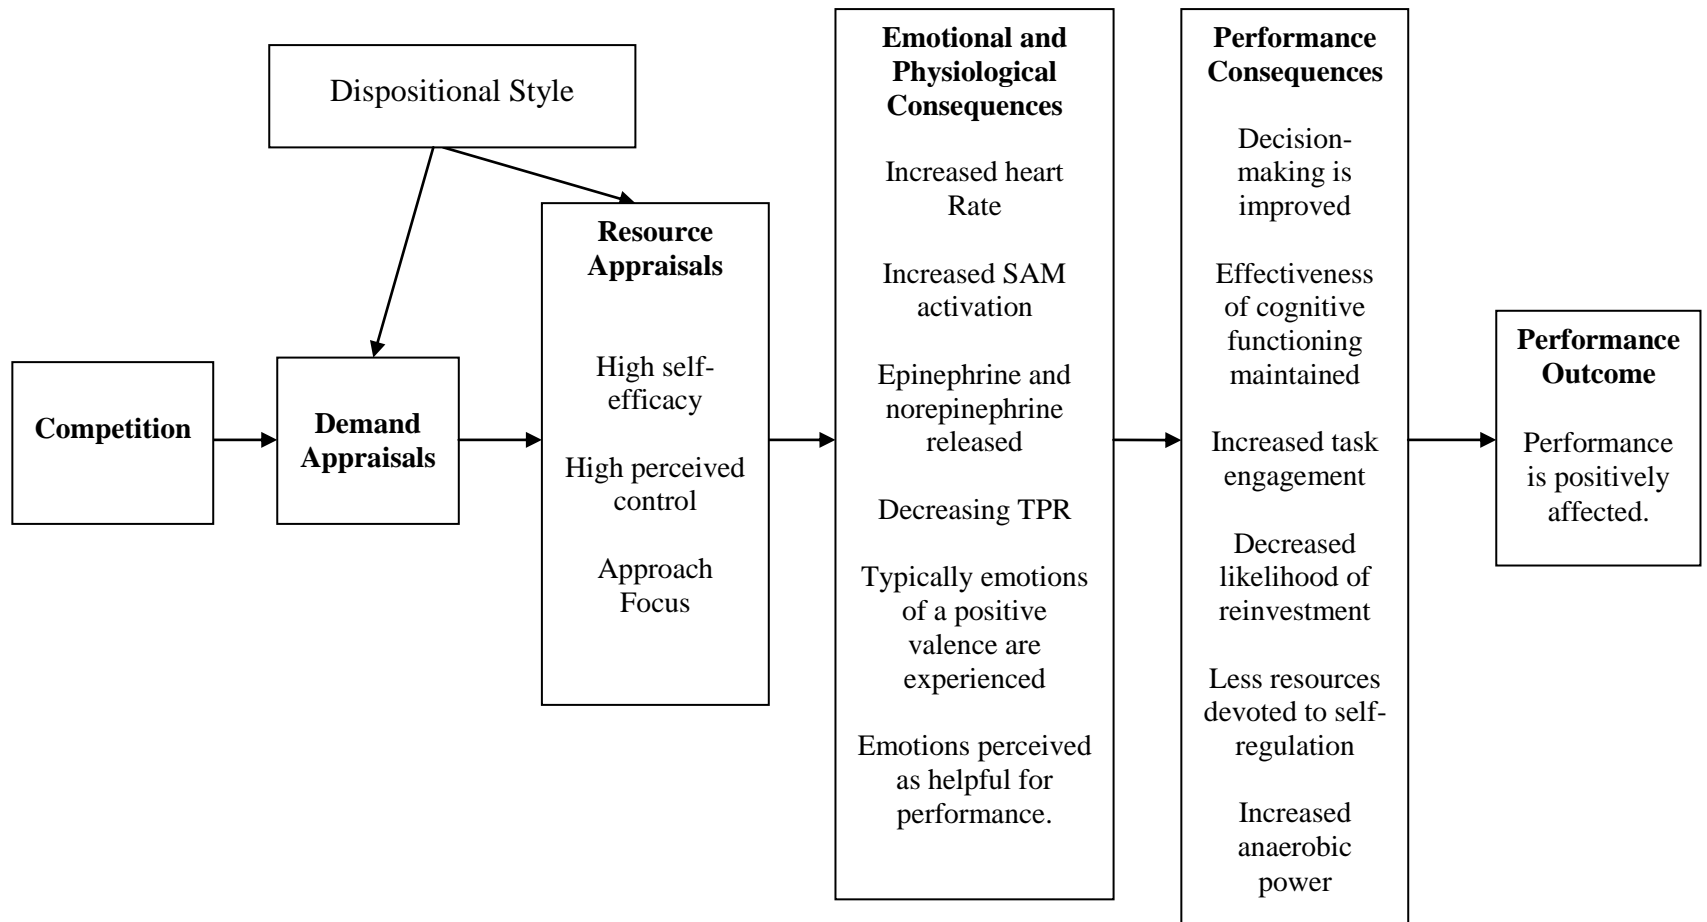 Dispositional Style
Competition
Demand
Appraisals
Resource
Appraisals
High self-
efficacy
High perceived
control
Approach
Focus
Emotional and
Physiological
Consequences
Increased heart
Rate
Increased SAM
activation
Epinephrine and
norepinephrine
released
Decreasing TPR
Typically emotions
of a positive
valence are
experienced
Emotions perceived
as helpful for
performance.
Performance
Consequences
Decision-
making is
improved
Effectiveness
of cognitive
functioning
maintained
Increased task
engagement
Decreased
likelihood of
reinvestment
Less resources
devoted to self-
regulation
Increased
anaerobic
power
Performance
Outcome
Performance
is positively
affected.